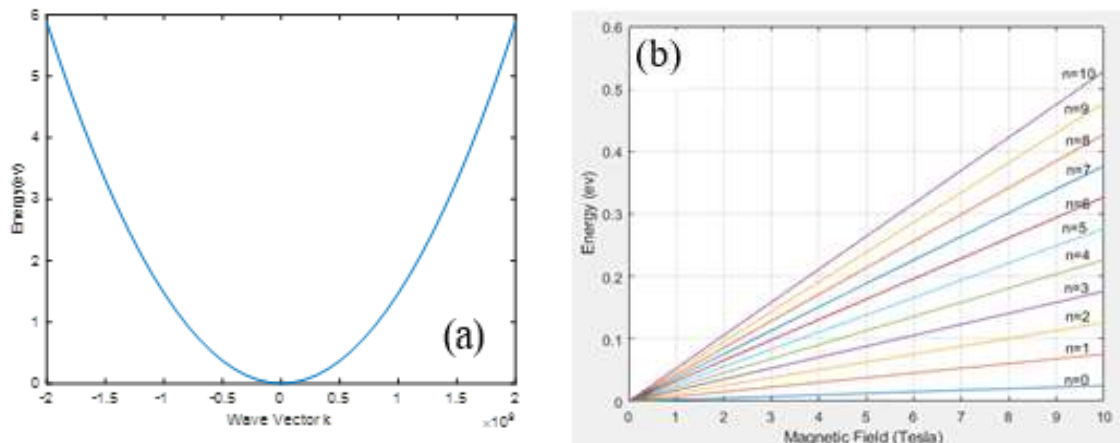 (a)
Energy(ev)
6
5
4
3
2
1
0
-2 -1.5 -1 -0.5 0 0.5 1 1.5 2
Wave Vector k
×10⁹
(b)
Energy (ev)
0.6
0.5
0.4
0.3
0.2
0.1
0
n=10
n=9
n=8
n=7
n=6
n=5
n=4
n=3
n=2
n=1
n=0
0 1 2 3 4 5 6 7 8 9 10
Magnetic Field (Tesla)